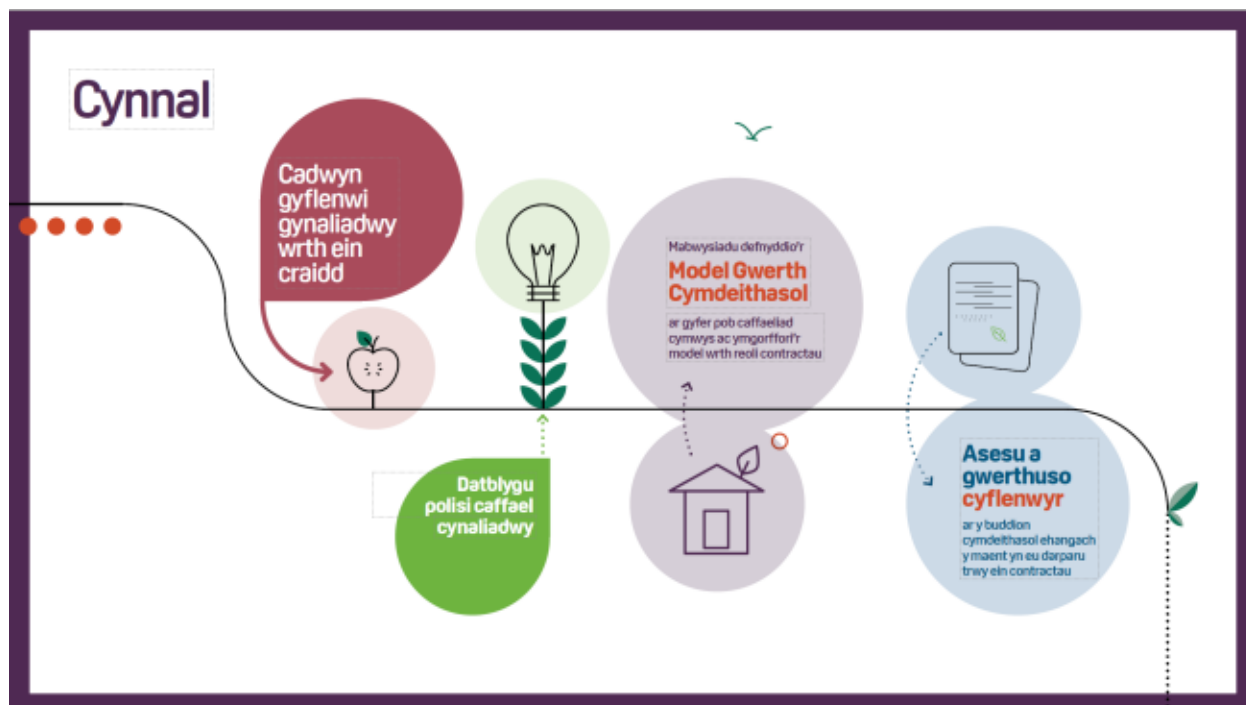 Cynnal
Cadwyn
gyflenwi
gynaliadwy
wrth ein
craidd
Datblygu
polisi caffael
cynaliadwy
Mabwysiadu defnyddio'r
Model Gwerth
Cymdeithasol
ar gyfer pob caffaeliad
cymwys ac ymgorffori'r
model wrth reoli contractau
Asesu a
gwerthuso
cyflenwyr
ar y buddion
cymdeithasol ehangach
y maent yn eu darparu
trwy ein contractau